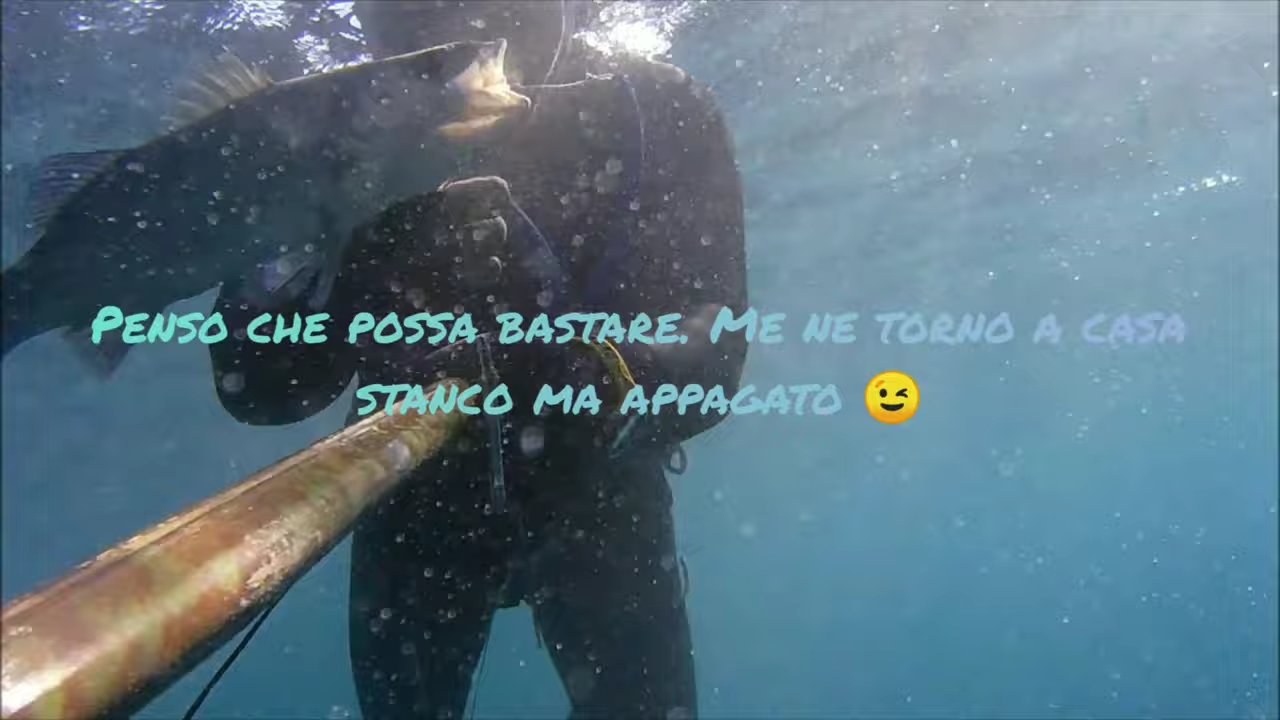 Penso che possa bastare. Me ne torno a casa
stanco ma appagato 😉